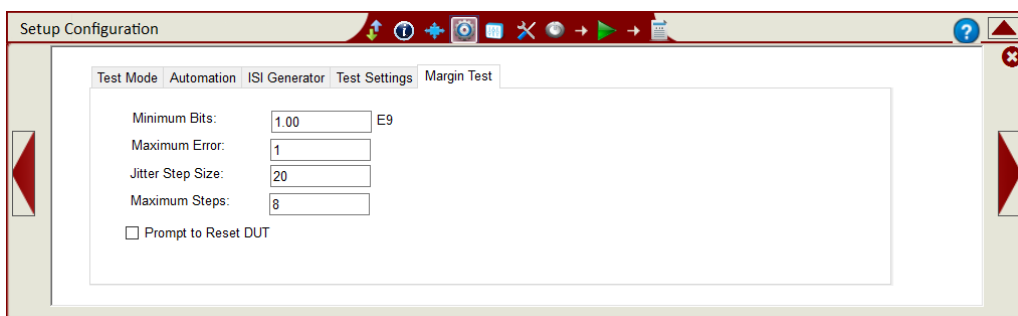 Setup Configuration
Test Mode Automation ISI Generator Test Settings Margin Test
Minimum Bits: 1.00 E9
Maximum Error: 1
Jitter Step Size: 20
Maximum Steps: 8
Prompt to Reset DUT